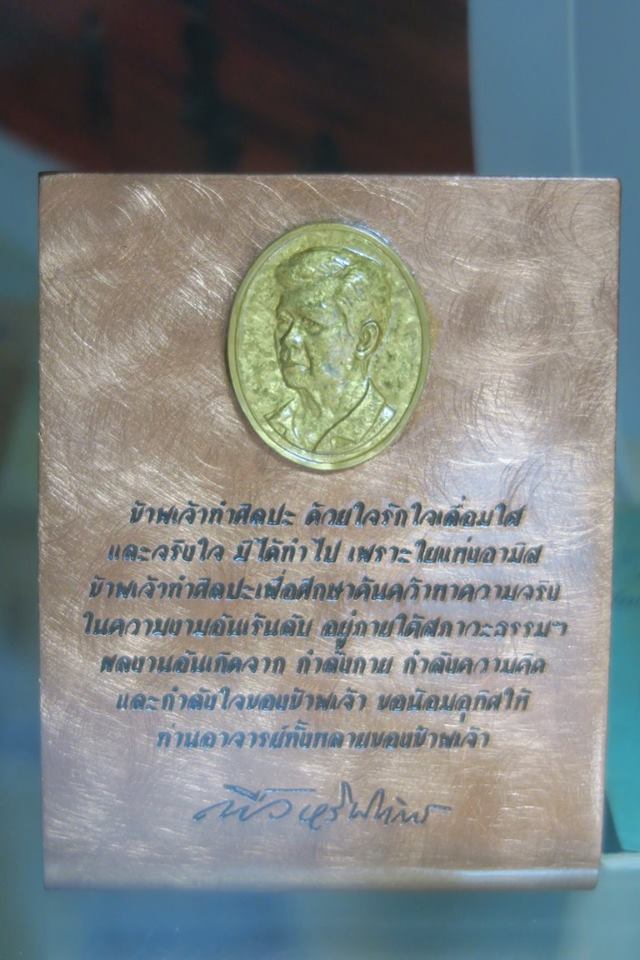 ข้าพเจ้าทำศิลปะ ด้วยใจรักใจเลื่อมใส
และจริงใจ มิได้ทำไป เพราะใยแห่งอามิส
ข้าพเจ้าทำศิลปะเพื่อศึกษาค้นคว้าหาความจริง
ในความงามอันเร้นลับ อยู่ภายใต้สภาวะธรรมฯ
ผลงานอันเกิดจาก กำลังกาย กำลังความคิด
และกำลังใจของข้าพเจ้า ขอน้อมอุทิศให้
ท่านอาจารย์ทั้งหลายของข้าพเจ้า